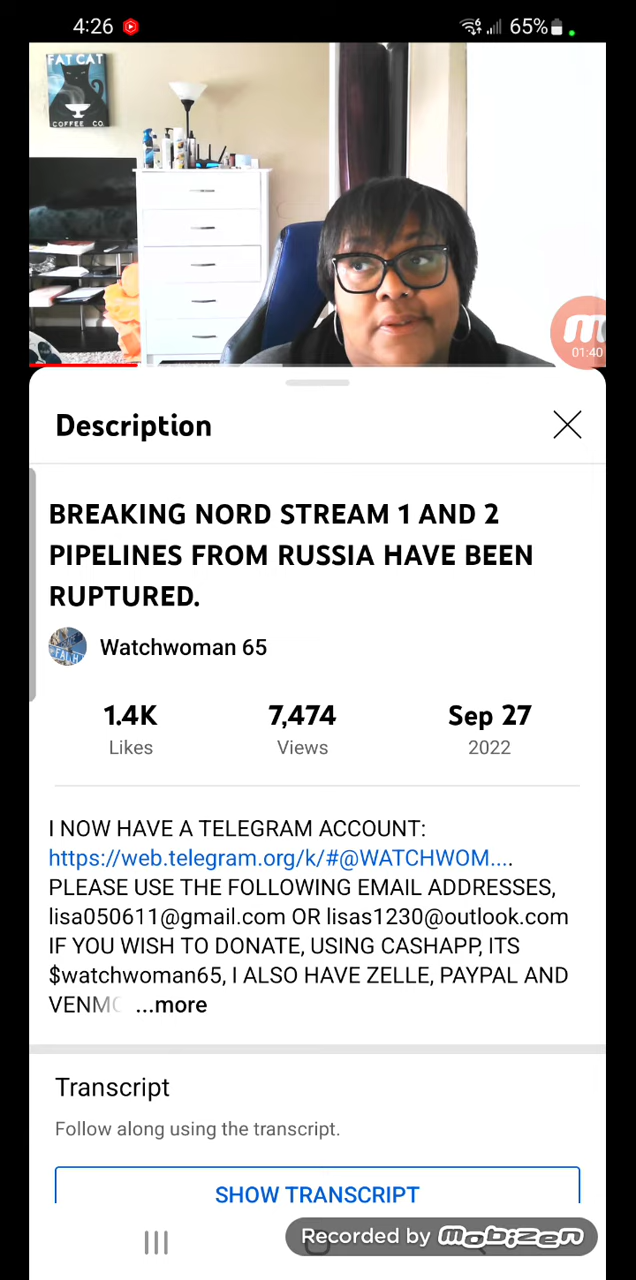 4:26
65%
FAT CAT
COFFEE CO.
01:40
Description
BREAKING NORD STREAM 1 AND 2
PIPELINES FROM RUSSIA HAVE BEEN
RUPTURED.
FAITH
Watchwoman 65
1.4K
7,474
Sep 27
Likes
Views
2022
I NOW HAVE A TELEGRAM ACCOUNT:
https://web.telegram.org/k/#@WATCHWOM....
PLEASE USE THE FOLLOWING EMAIL ADDRESSES,
lisa050611@gmail.com OR lisas1230@outlook.com
IF YOU WISH TO DONATE, USING CASHAPP, ITS
$watchwoman65, I ALSO HAVE ZELLE, PAYPAL AND
VENMO ...more
Transcript
Follow along using the transcript.
SHOW TRANSCRIPT
Recorded by mobizen